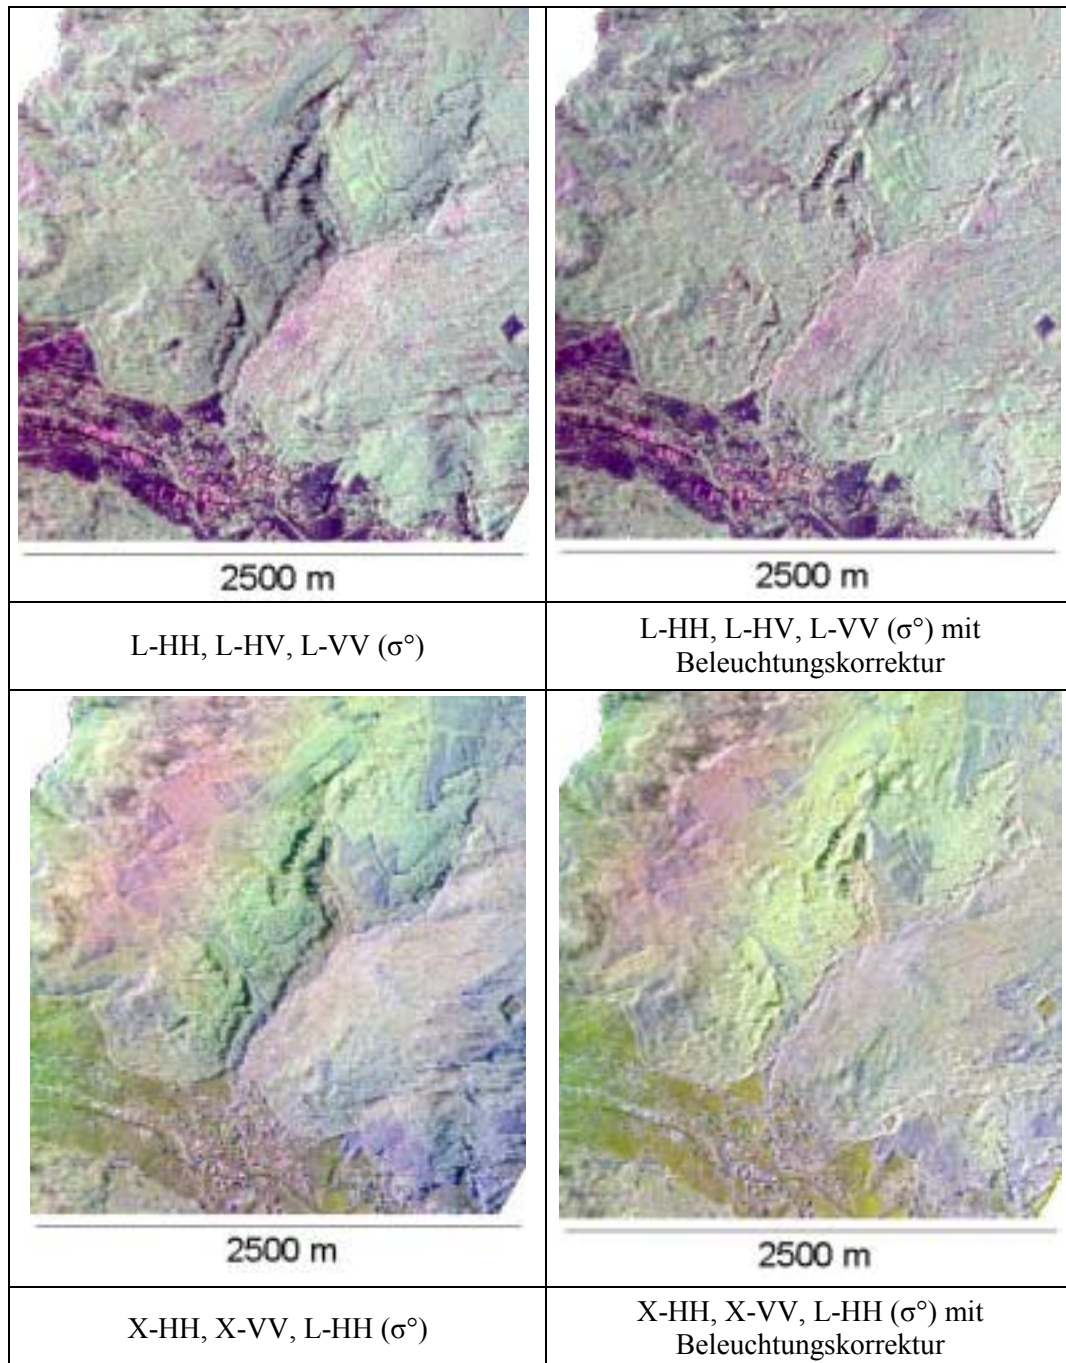 2500 m
2500 m
L-HH, L-HV, L-VV (σ°)
L-HH, L-HV, L-VV (σ°) mit
Beleuchtungskorrektur
2500 m
2500 m
X-HH, X-VV, L-HH (σ°)
X-HH, X-VV, L-HH (σ°) mit
Beleuchtungskorrektur